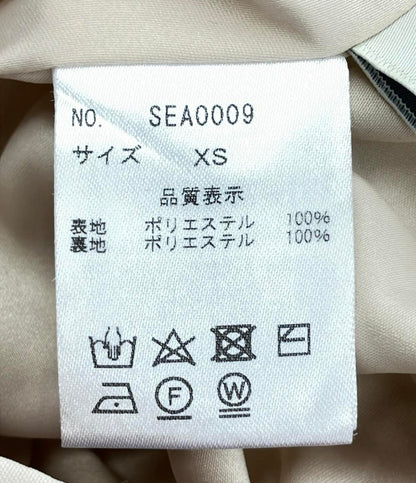 NO. SEA0009
サイズ XS
品質表示
表地 ポリエステル 100%
裏地 ポリエステル 100%
F W